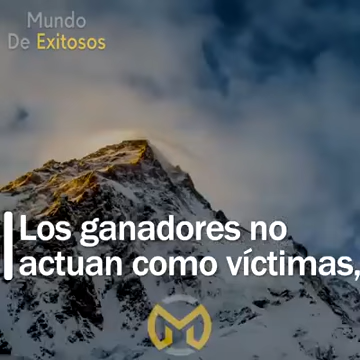 Mundo
De Exitosos
Los ganadores no
actuan como víctimas,